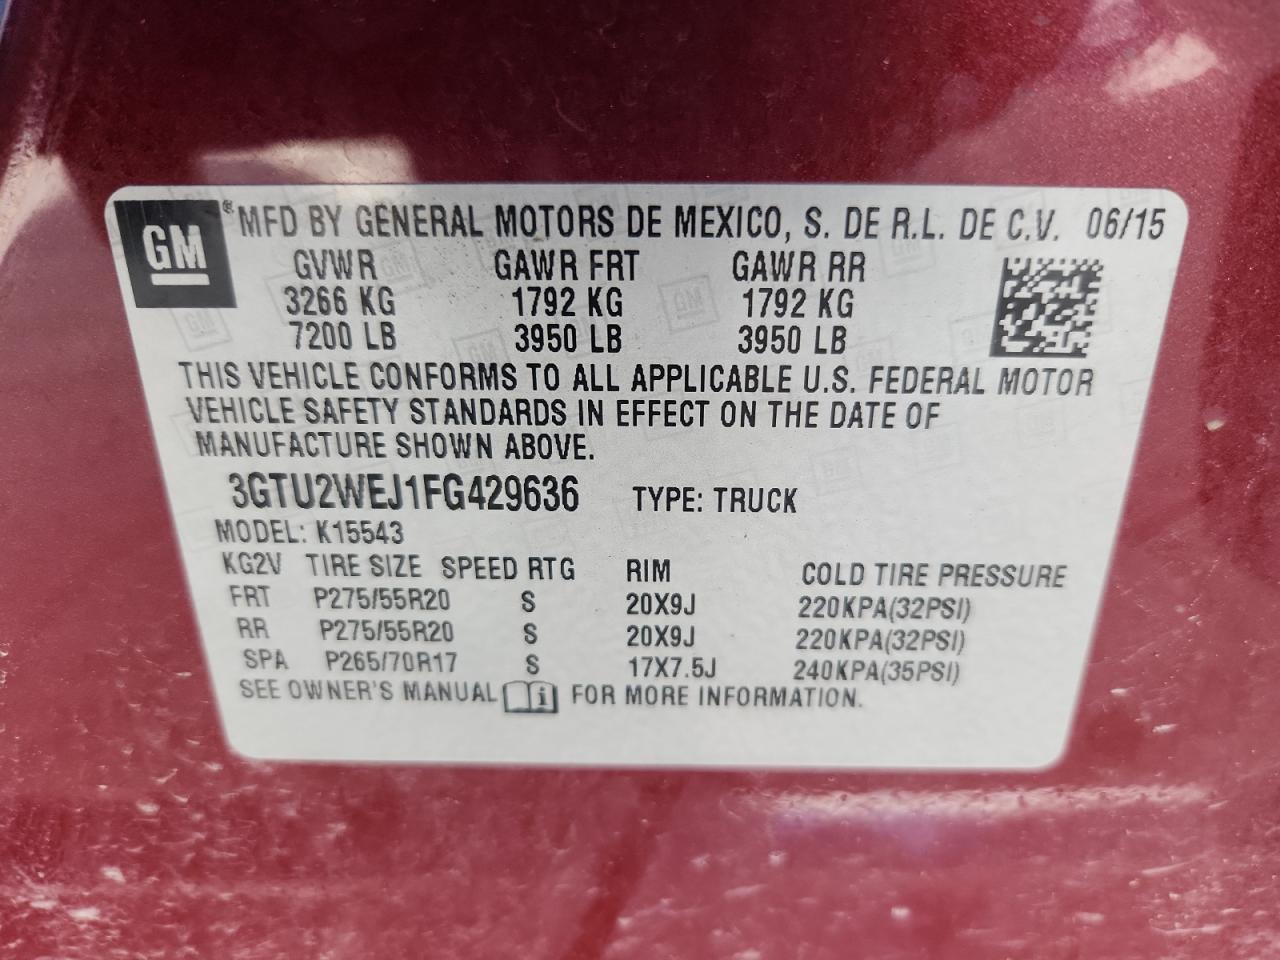 GM® MFD BY GENERAL MOTORS DE MEXICO, S. DE R.L. DE C.V. 06/15
GVWR GAWR FRT GAWR RR
3266 KG 1792 KG 1792 KG
7200 LB 3950 LB 3950 LB
THIS VEHICLE CONFORMS TO ALL APPLICABLE U.S. FEDERAL MOTOR
VEHICLE SAFETY STANDARDS IN EFFECT ON THE DATE OF
MANUFACTURE SHOWN ABOVE.
3GTU2WEJ1FG429636 TYPE: TRUCK
MODEL: K15543
KG2V TIRE SIZE SPEED RTG RIM COLD TIRE PRESSURE
FRT P275/55R20 S 20X9J 220KPA(32PSI)
RR P275/55R20 S 20X9J 220KPA(32PSI)
SPA P265/70R17 S 17X7.5J 240KPA(35PSI)
SEE OWNER'S MANUAL i FOR MORE INFORMATION.